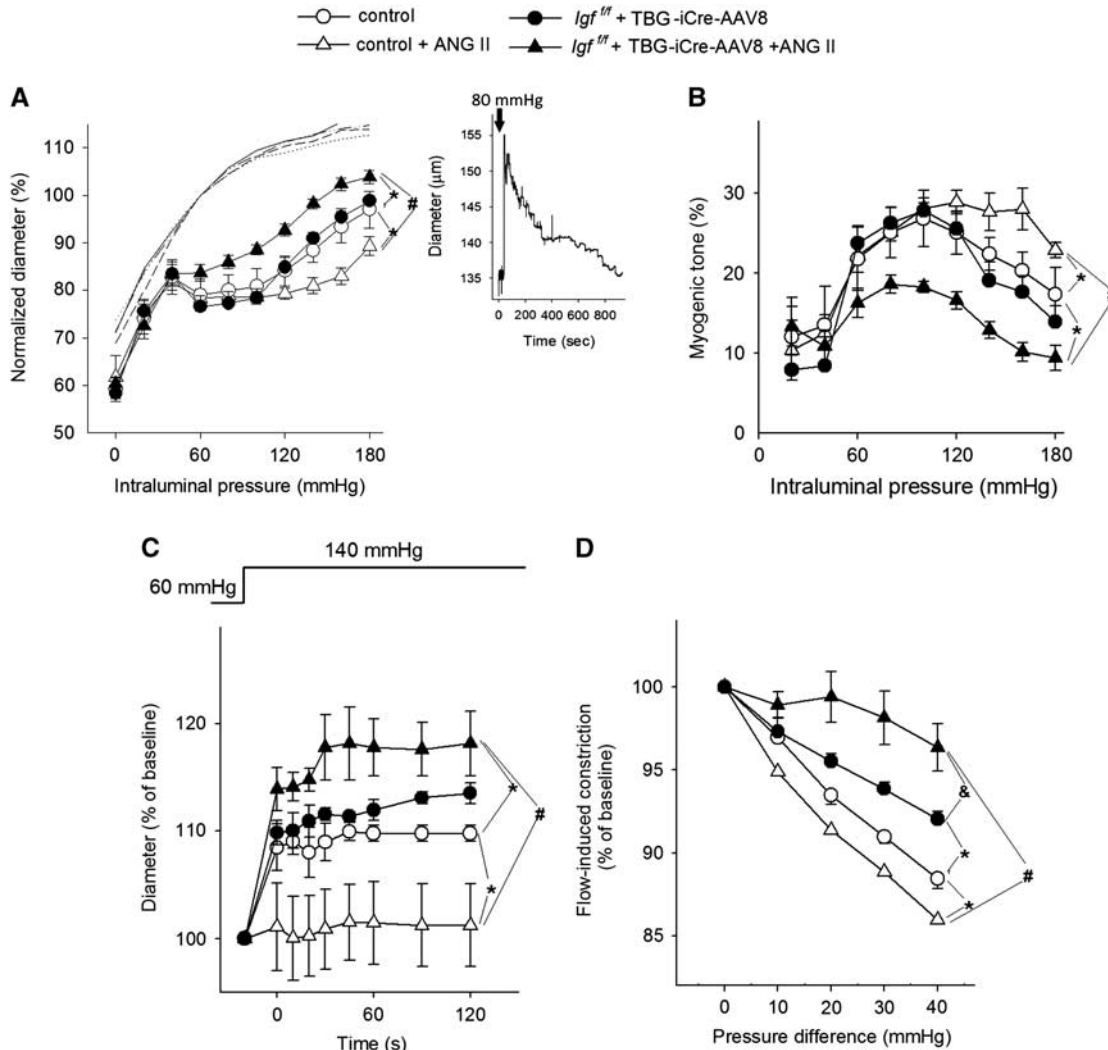 control
Igf f/f + TBG-iCre-AAV8
control + ANG II
Igf f/f + TBG-iCre-AAV8 +ANG II
A
Normalized diameter (%)
110
100
90
80
70
60
50
0 60 120 180
Intraluminal pressure (mmHg)
*
*
#
80 mmHg
Diameter (µm)
155
150
145
140
135
0 200 400 600 800
Time (sec)
B
Myogenic tone (%)
40
30
20
10
0
0 60 120 180
Intraluminal pressure (mmHg)
*
*
C
140 mmHg
60 mmHg
Diameter (% of baseline)
120
110
100
0 60 120
Time (s)
*
*
#
D
Flow-induced constriction
(% of baseline)
100
95
90
85
0 10 20 30 40
Pressure difference (mmHg)
&
*
*
#